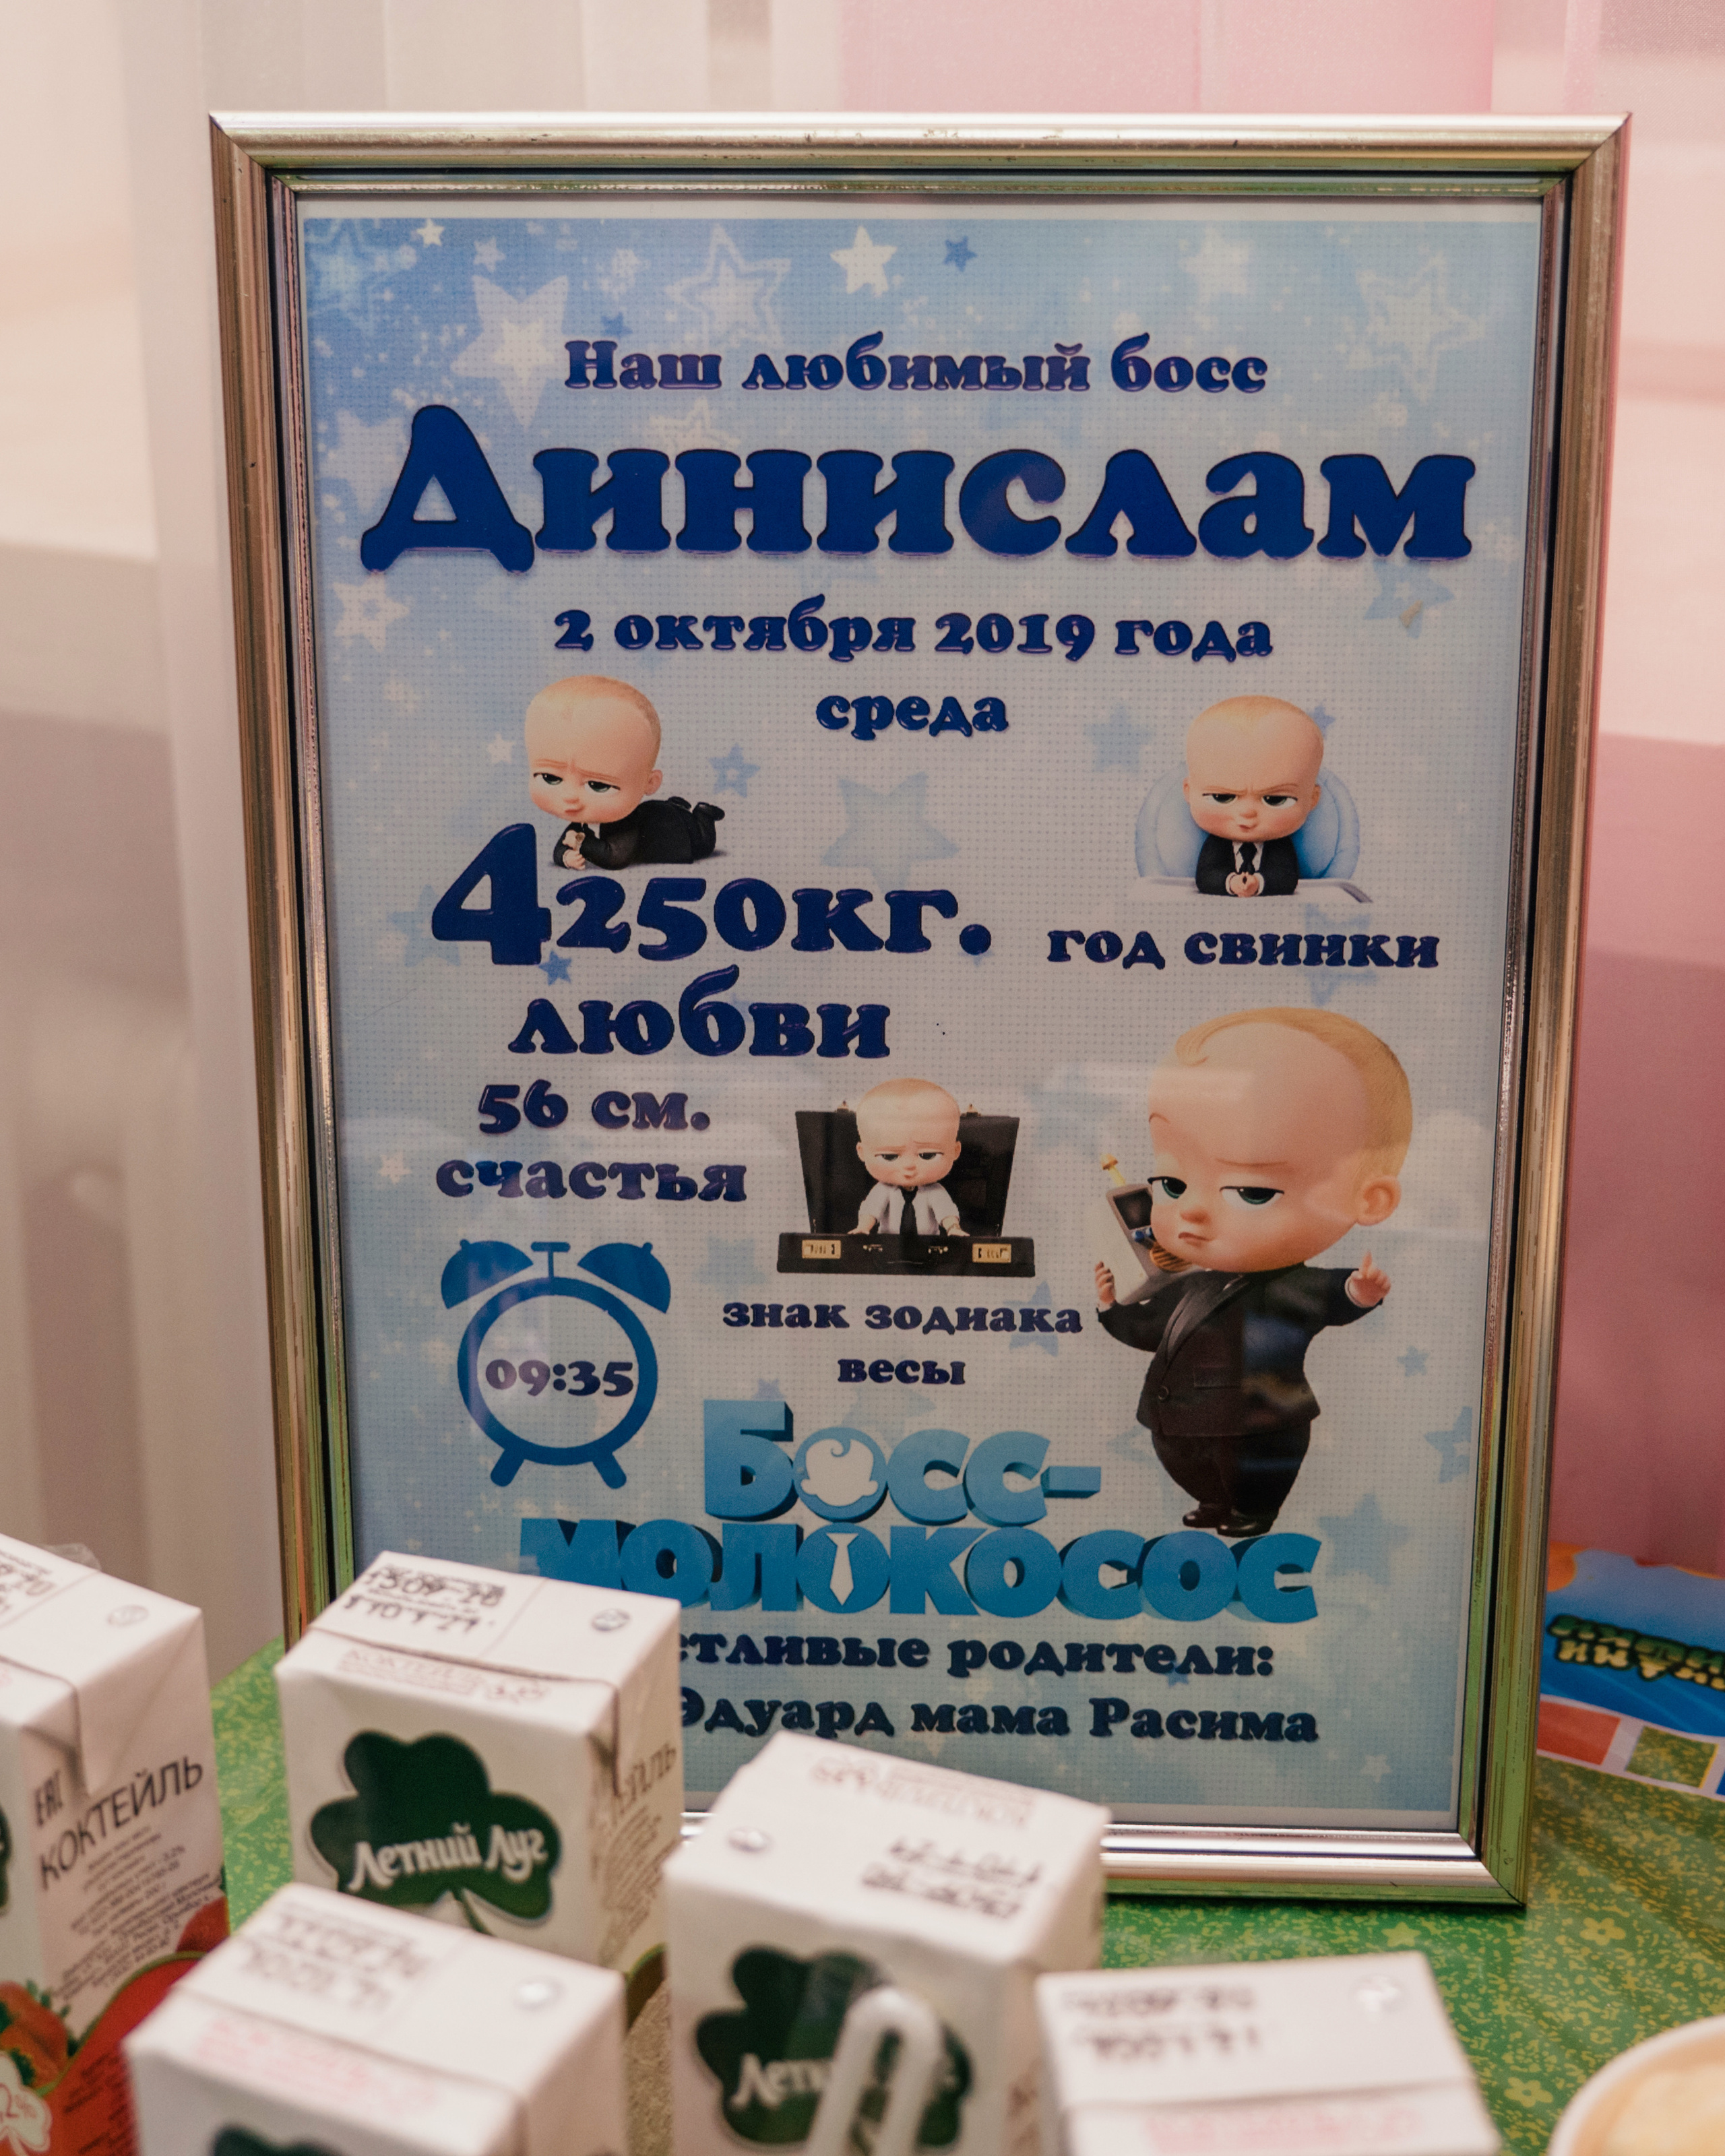 Наш любимый босс
Динислам
2 октября 2019 года
среда
4250кг.
любви
год свинки
56 см.
счастья
09:35
знак зодиака
весы
Босс-
молокосос
тливые родители:
Эдуард мама Расима
КОКТЕЙЛЬ
Летний Луг